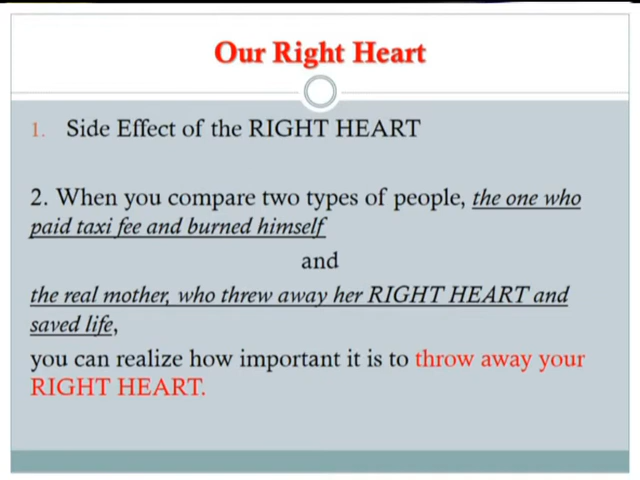 Our Right Heart
1. Side Effect of the RIGHT HEART
2. When you compare two types of people, the one who
paid taxi fee and burned himself
and
the real mother, who threw away her RIGHT HEART and
saved life,
you can realize how important it is to throw away your
RIGHT HEART.